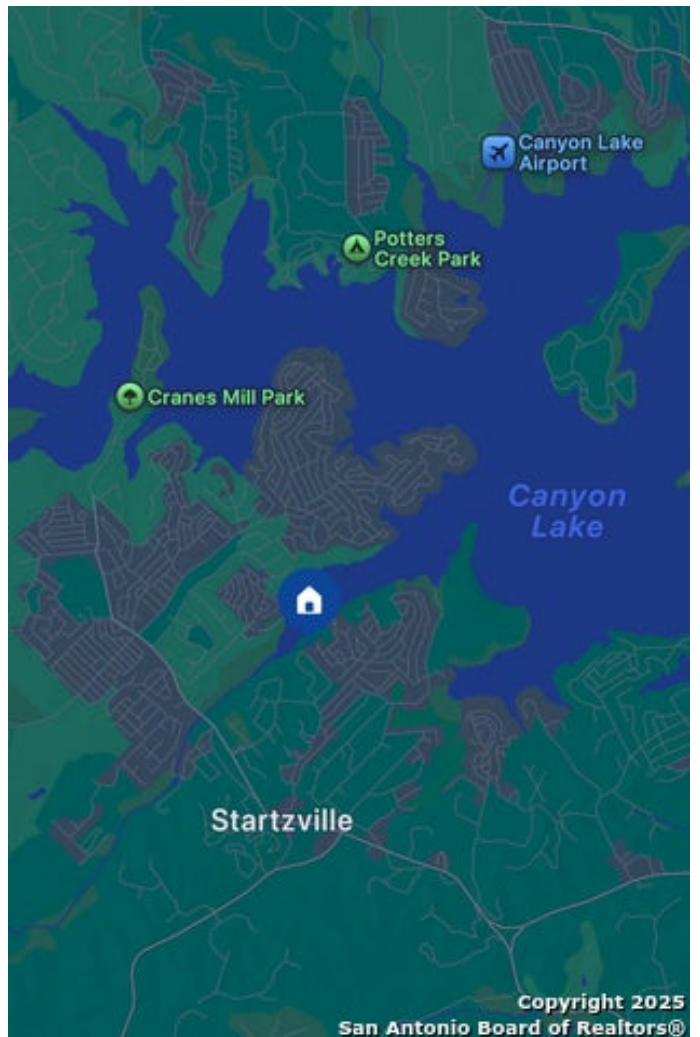 Canyon Lake
Airport
Potters
Creek Park
Cranes Mill Park
Canyon
Lake
Startzville
Copyright 2025
San Antonio Board of Realtors®